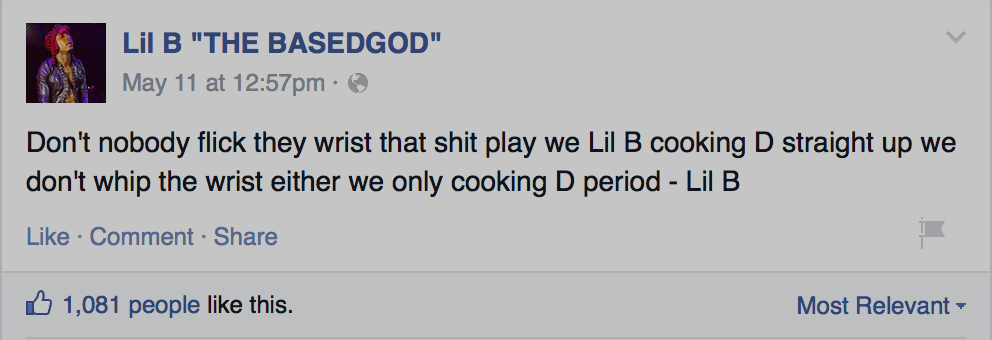 Lil B "THE BASEDGOD"
May 11 at 12:57pm ·
Don't nobody flick they wrist that shit play we Lil B cooking D straight up we
don't whip the wrist either we only cooking D period - Lil B
Like · Comment · Share
1,081 people like this.
Most Relevant